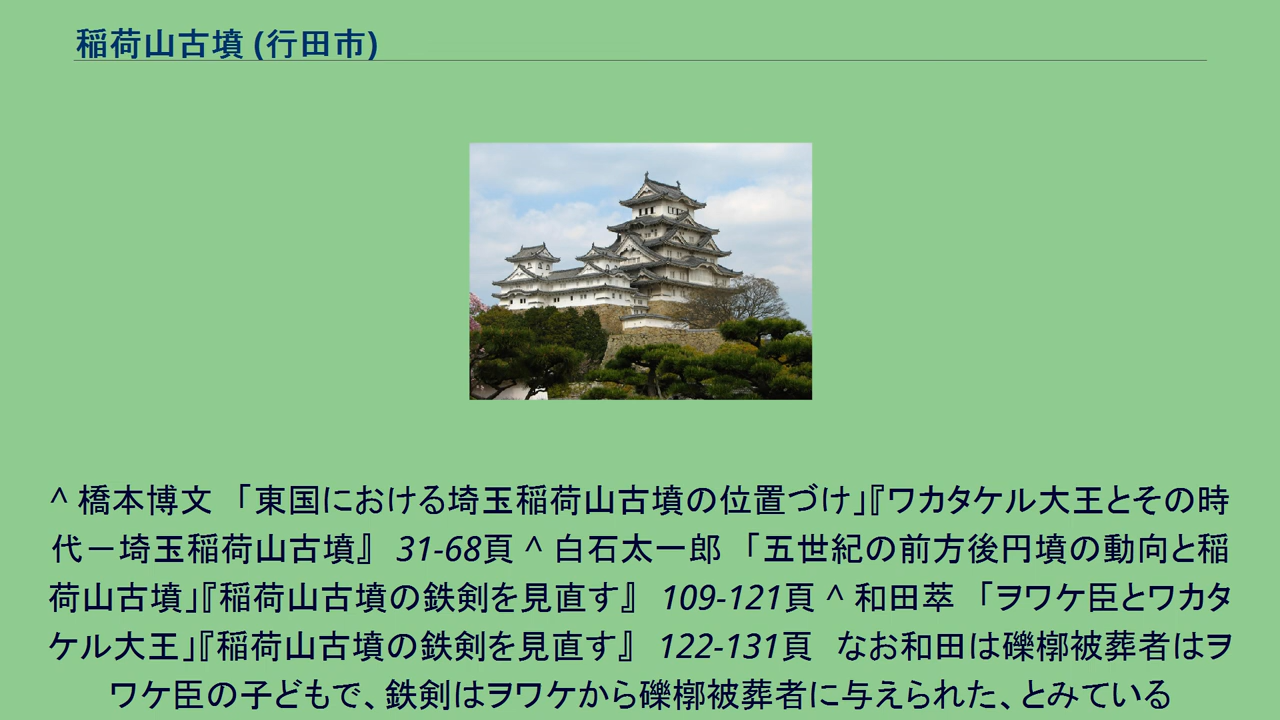 稲荷山古墳 (行田市)
^ 橋本博文 「東国における埼玉稲荷山古墳の位置づけ」『ワカタケル大王とその時
代－埼玉稲荷山古墳』 31-68頁 ^ 白石太一郎 「五世紀の前方後円墳の動向と稲
荷山古墳」『稲荷山古墳の鉄剣を見直す』 109-121頁 ^ 和田萃 「ヲワケ臣とワカタ
ケル大王」『稲荷山古墳の鉄剣を見直す』 122-131頁 なお和田は礫槨被葬者はヲ
ワケ臣の子どもで、鉄剣はヲワケから礫槨被葬者に与えられた、とみている